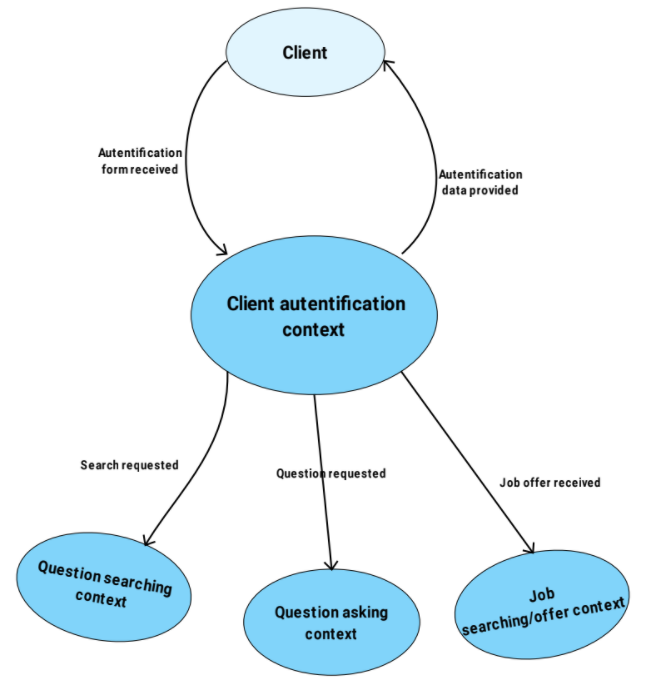 Client
Autentification
form received
Autentification
data provided
Client autentification
context
Search requested
Question requested
Job offer received
Question searching
context
Question asking
context
Job
searching/offer context